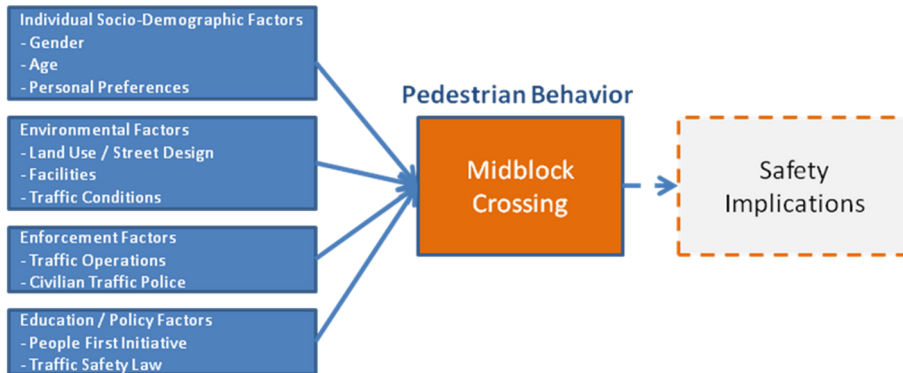 Individual Socio-Demographic Factors
- Gender
- Age
- Personal Preferences
Environmental Factors
- Land Use / Street Design
- Facilities
- Traffic Conditions
Enforcement Factors
- Traffic Operations
- Civilian Traffic Police
Education / Policy Factors
- People First Initiative
- Traffic Safety Law
Pedestrian Behavior
Midblock
Crossing
Safety
Implications